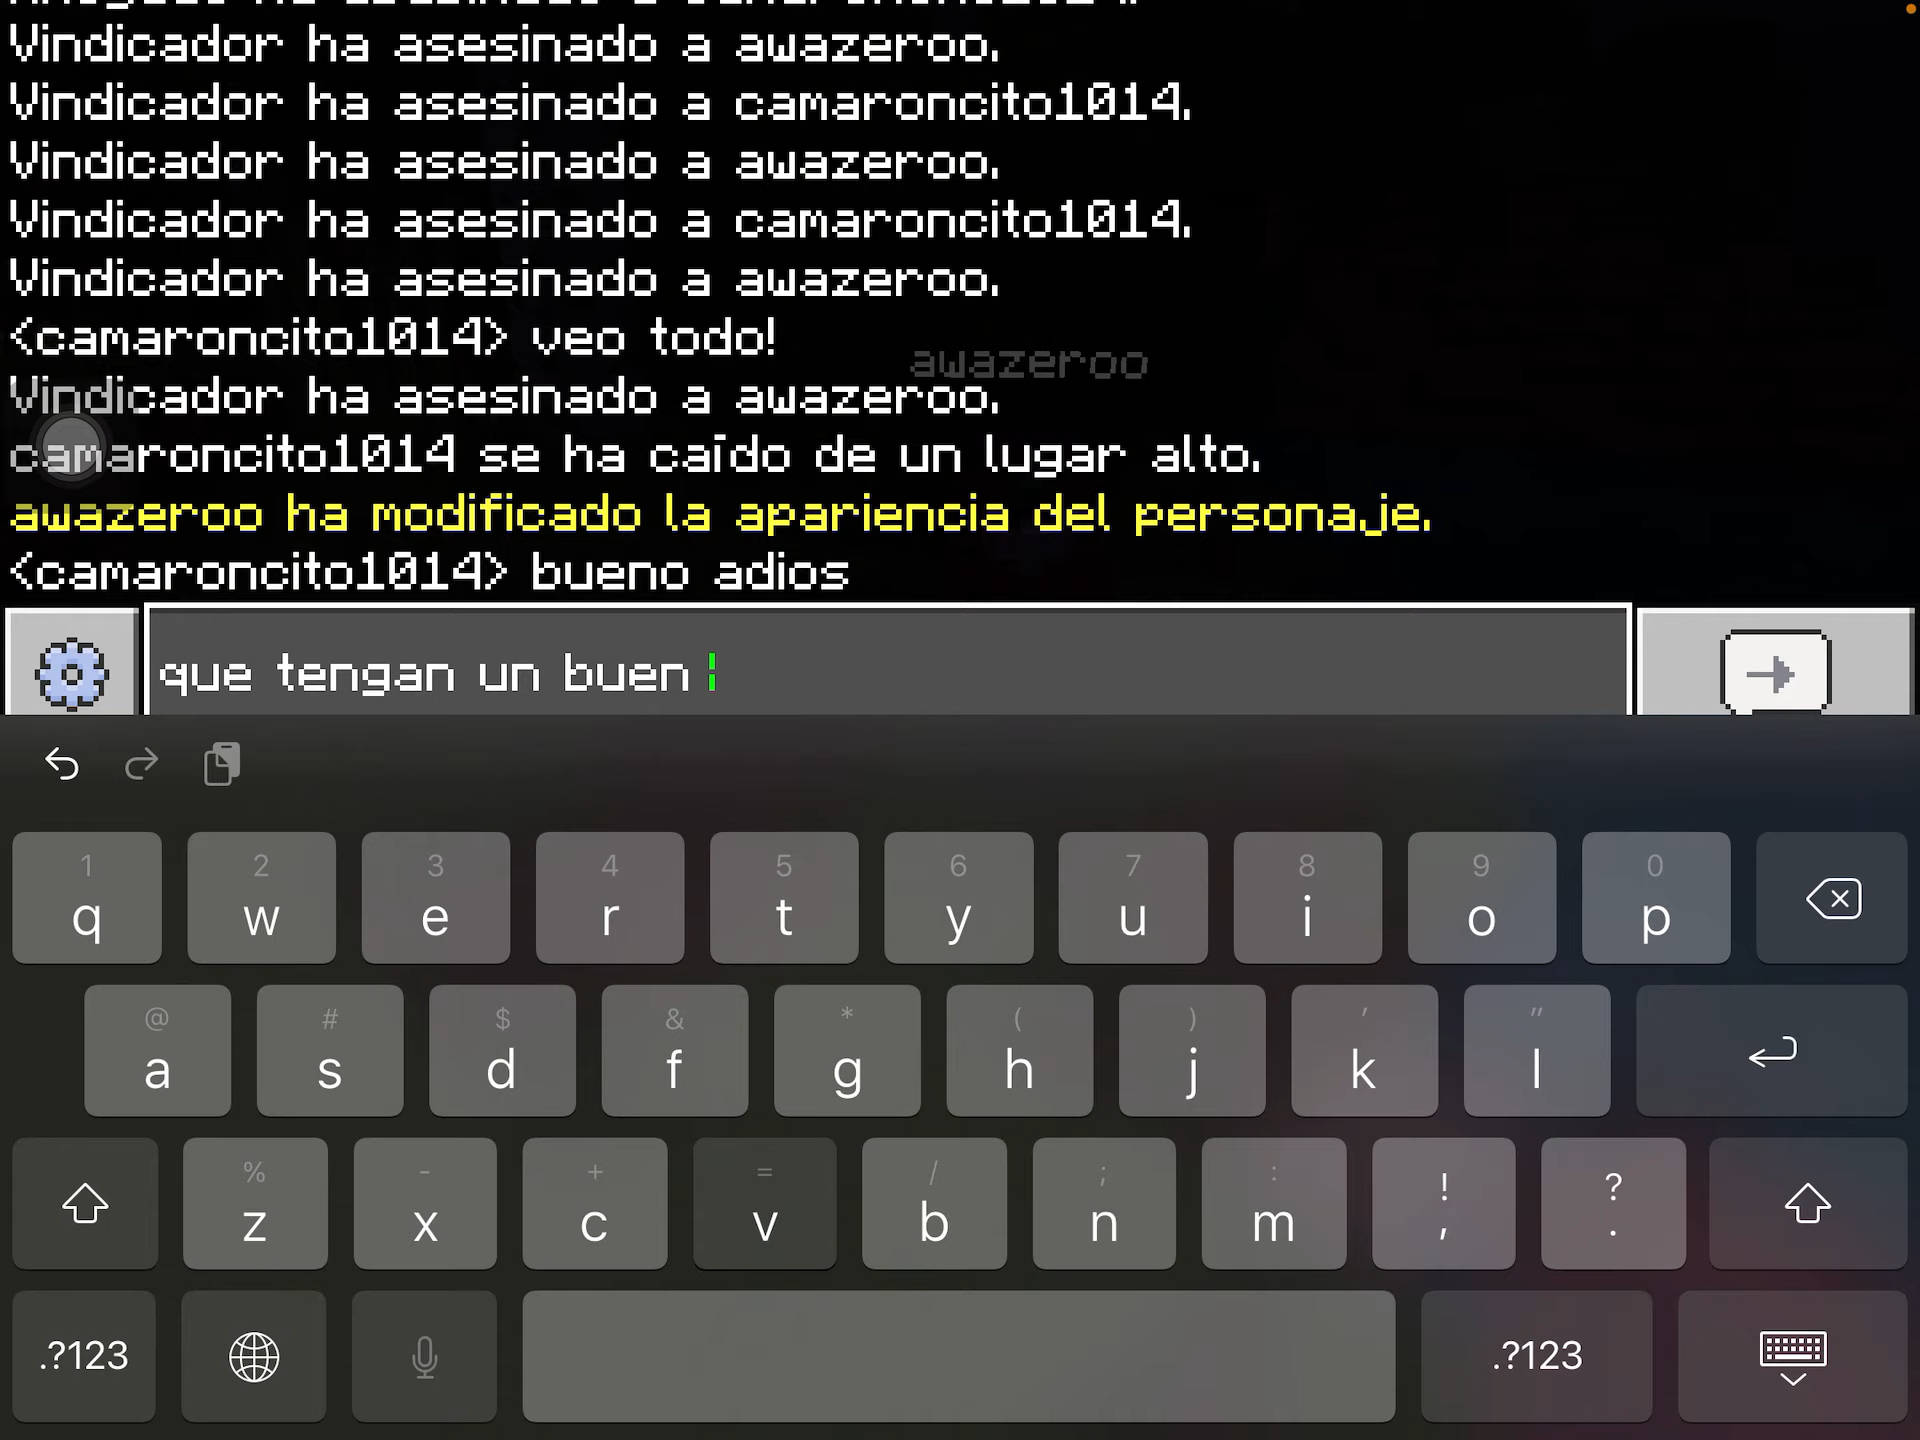 Vindicador ha asesinado a awazeroo.
Vindicador ha asesinado a camaroncito1014.
Vindicador ha asesinado a awazeroo.
Vindicador ha asesinado a camaroncito1014.
Vindicador ha asesinado a awazeroo.
<camaroncito1014> veo todo!
awazeroo
Vindicador ha asesinado a awazeroo.
camaroncito1014 se ha caído de un lugar alto.
awazeroo ha modificado la apariencia del personaje.
<camaroncito1014> bueno adios
que tengan un buen
1 2 3 4 5 6 7 8 9 0
q w e r t y u i o p
@ # $ & * ( ) ' "
a s d f g h j k l
% - + = / ; : ! ?
z x c v b n m , .
.?123 .?123